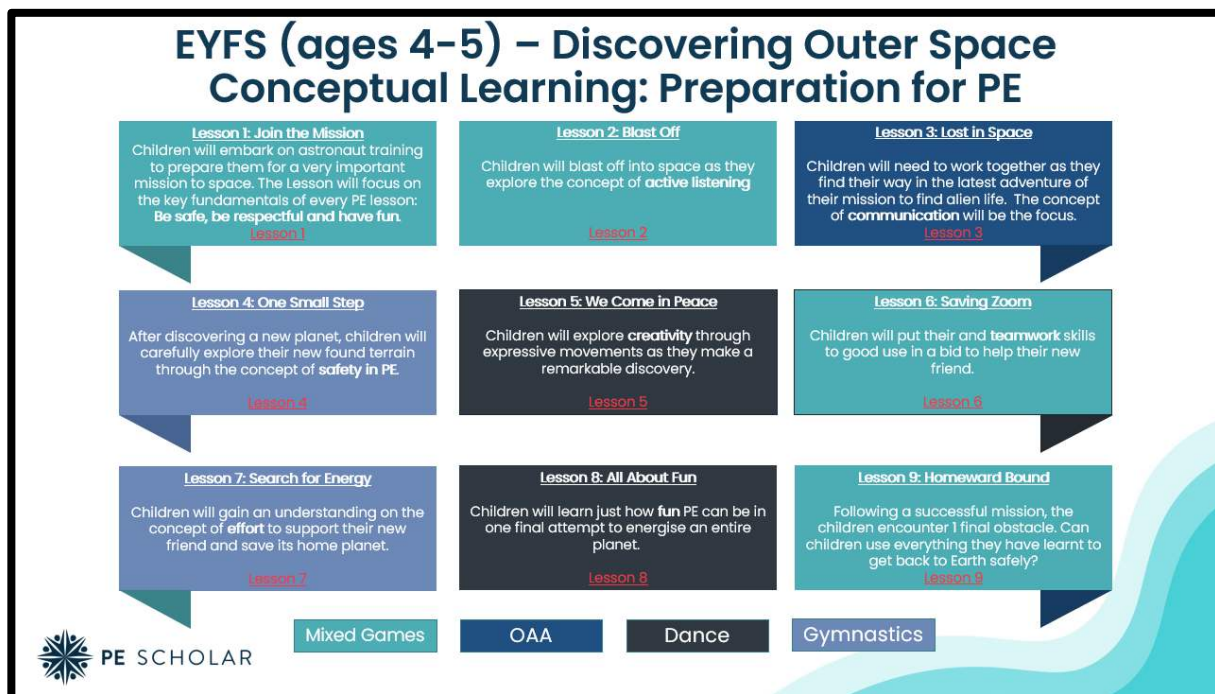 EYFS (ages 4-5) – Discovering Outer Space
Conceptual Learning: Preparation for PE
Lesson 1: Join the Mission
Children will embark on astronaut training
to prepare them for a very important
mission to space. The Lesson will focus on
the key fundamentals of every PE lesson:
Be safe, be respectful and have fun.
Lesson 1
Lesson 2: Blast Off
Children will blast off into space as they
explore the concept of active listening
Lesson 2
Lesson 3: Lost in Space
Children will need to work together as they
find their way in the latest adventure of
their mission to find alien life. The concept
of communication will be the focus.
Lesson 3
Lesson 4: One Small Step
After discovering a new planet, children will
carefully explore their new found terrain
through the concept of safety in PE.
Lesson 4
Lesson 5: We Come in Peace
Children will explore creativity through
expressive movements as they make a
remarkable discovery.
Lesson 5
Lesson 6: Saving Zoom
Children will put their and teamwork skills
to good use in a bid to help their new
friend.
Lesson 6
Lesson 7: Search for Energy
Children will gain an understanding on the
concept of effort to support their new
friend and save its home planet.
Lesson 7
Lesson 8: All About Fun
Children will learn just how fun PE can be in
one final attempt to energise an entire
planet.
Lesson 8
Lesson 9: Homeward Bound
Following a successful mission, the
children encounter 1 final obstacle. Can
children use everything they have learnt to
get back to Earth safely?
Lesson 9
Mixed Games
OAA
Dance
Gymnastics
PE SCHOLAR